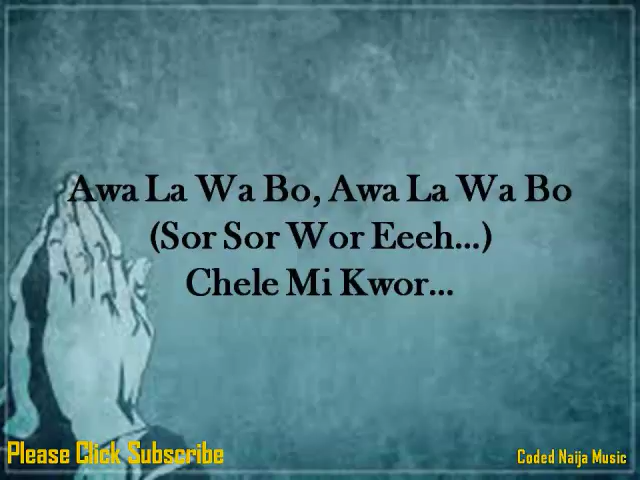 Awa La Wa Bo, Awa La Wa Bo
(Sor Sor Wor Eeeh...)
Chele Mi Kwor...
Please Click Subscribe
Coded Naija Music